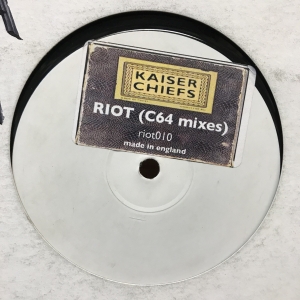 KAISER
CHIEFS
RIOT (C64 mixes)
riot010
made in england